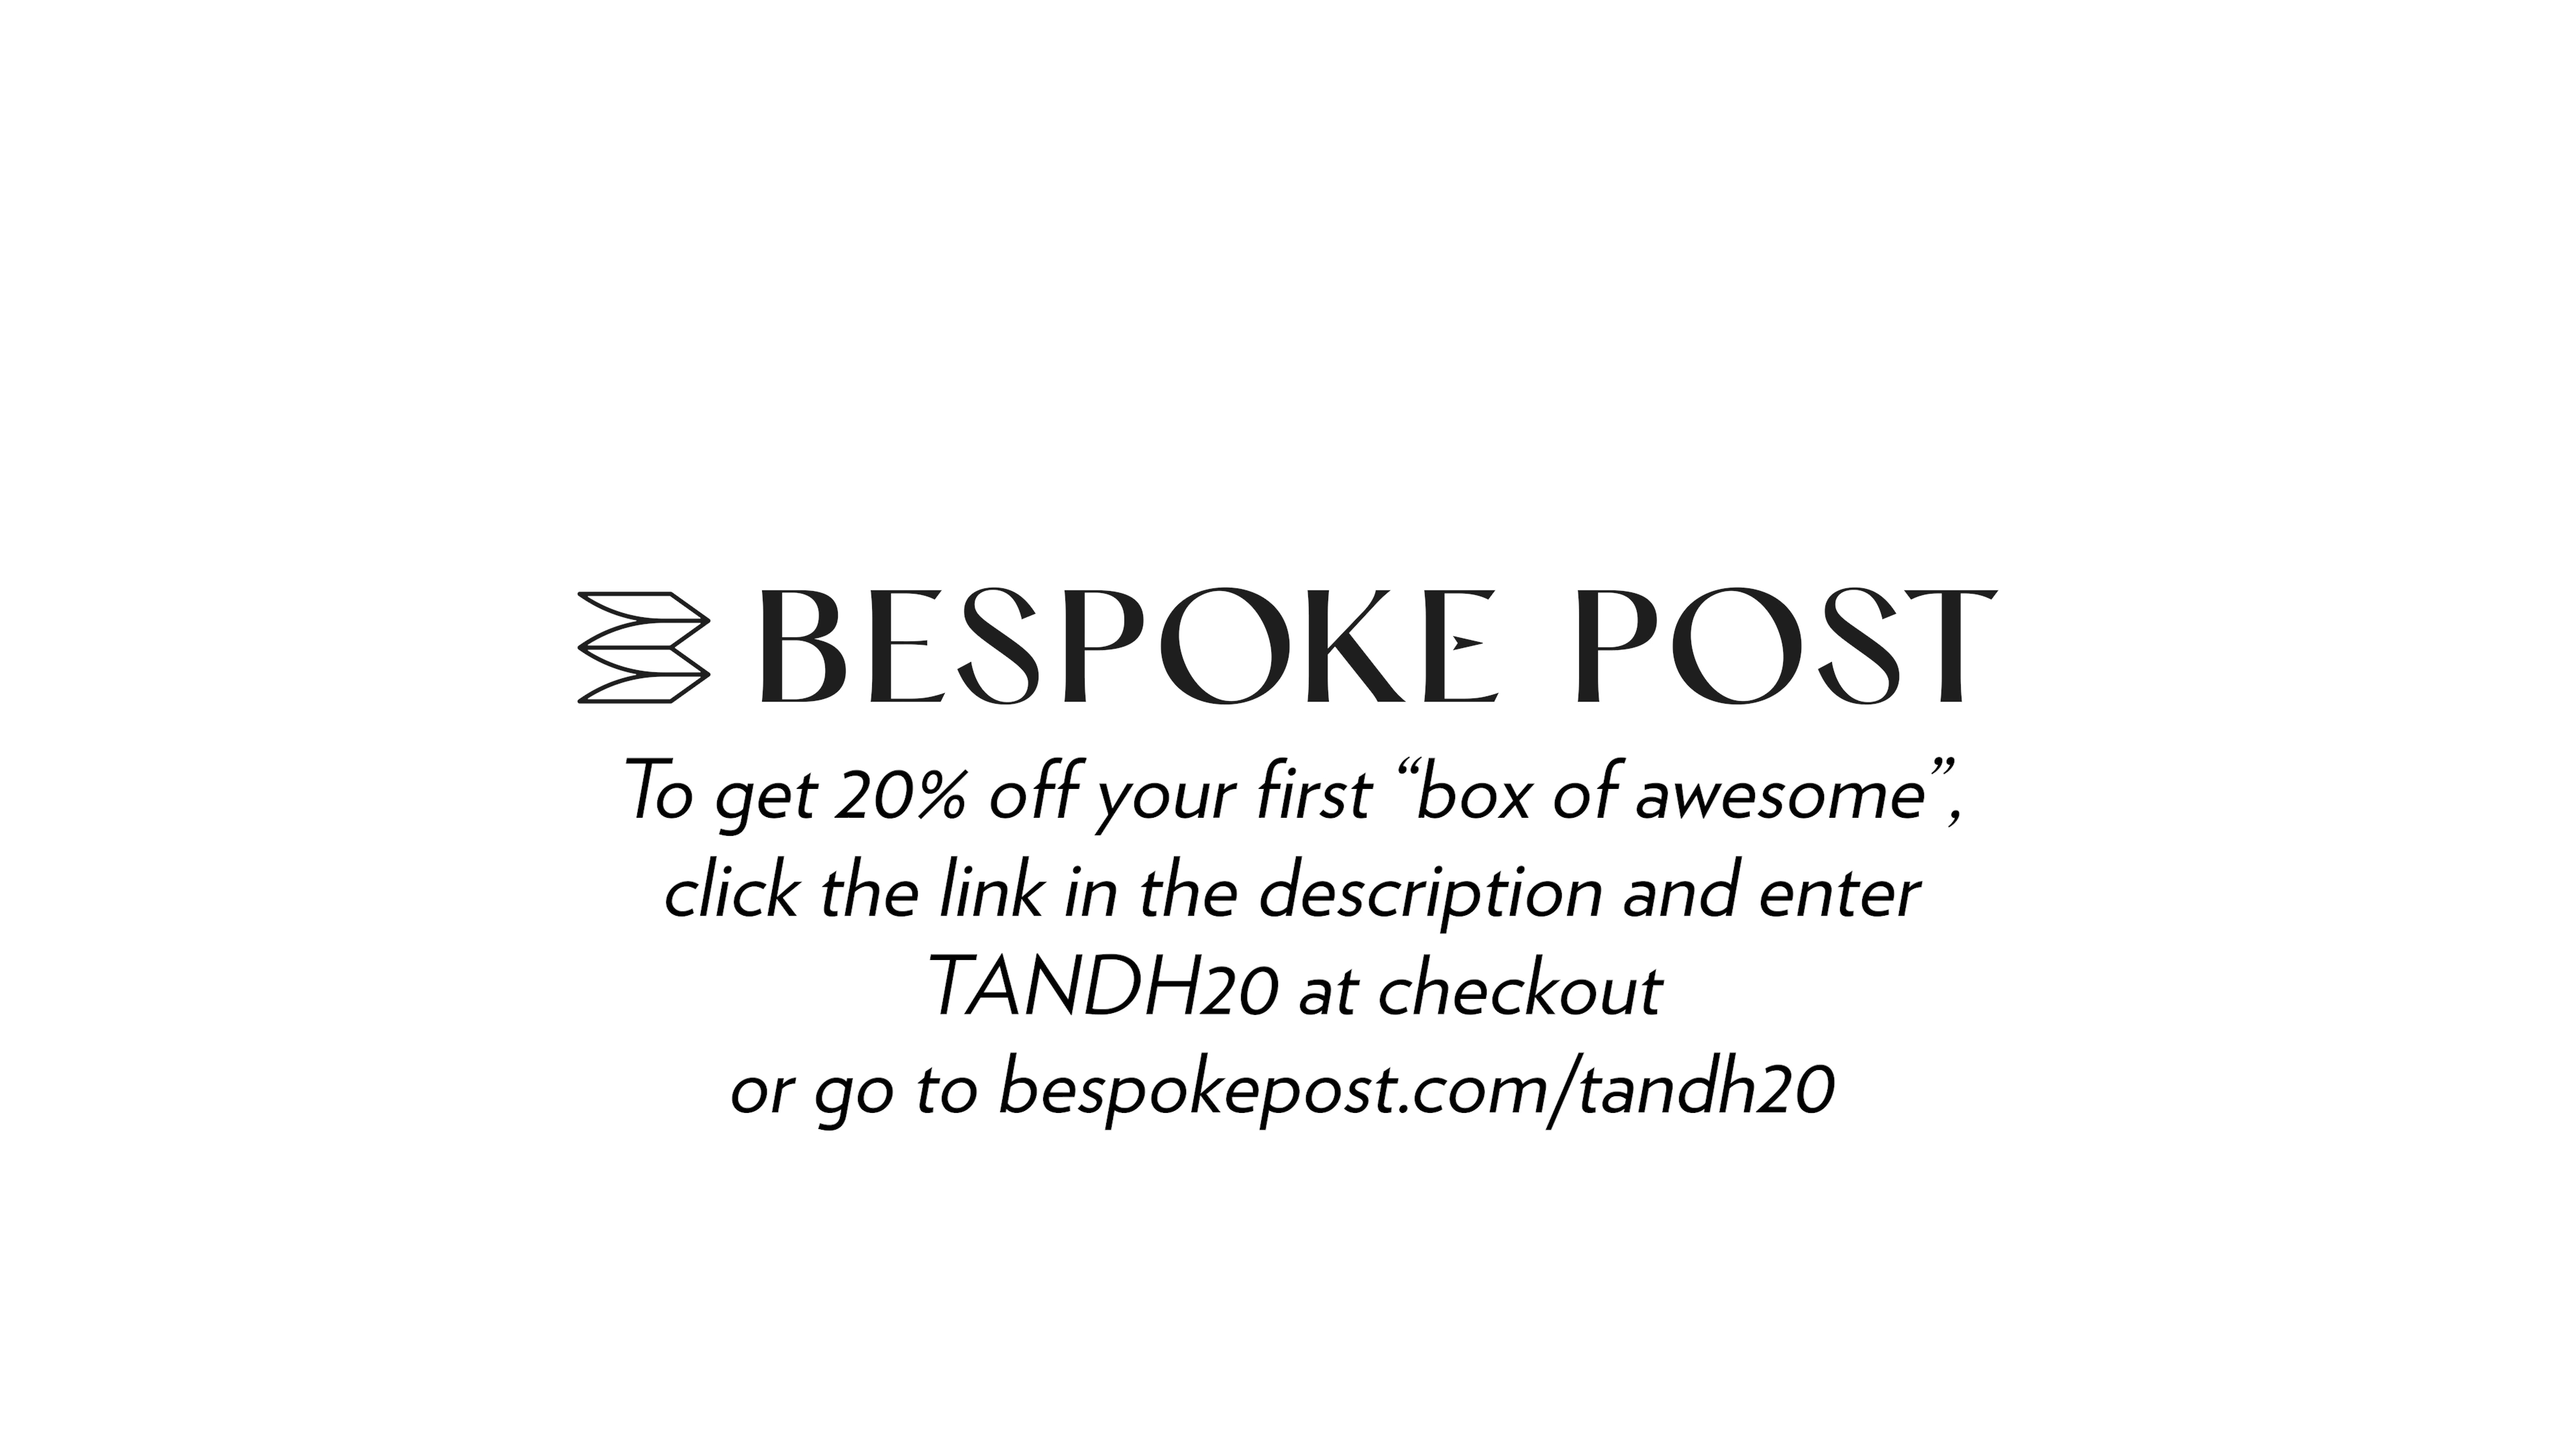 BESPOKE POST
To get 20% off your first “box of awesome”,
click the link in the description and enter
TANDH20 at checkout
or go to bespokepost.com/tandh20